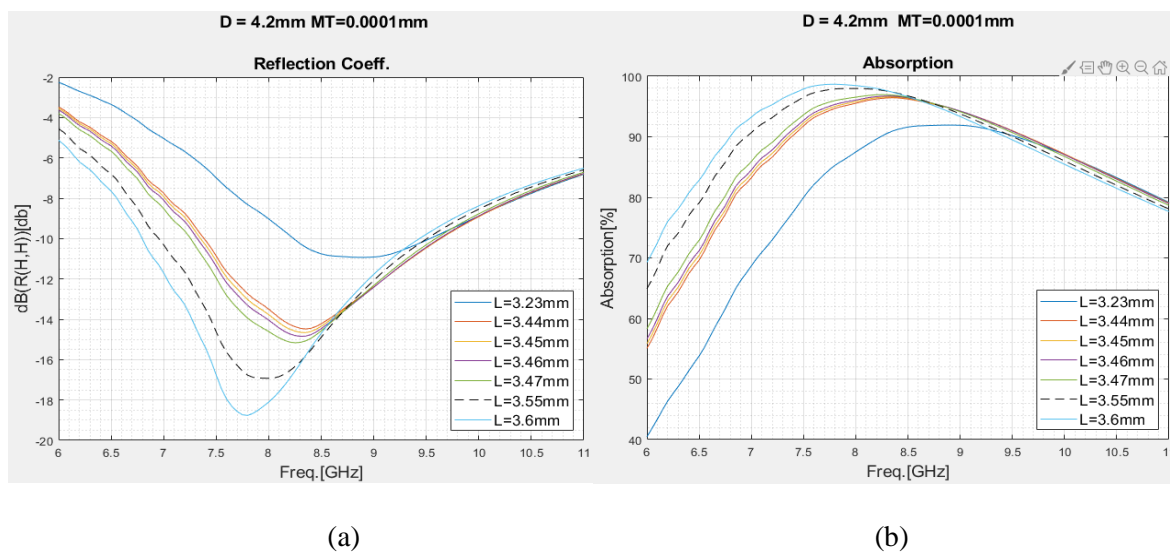 D = 4.2mm MT=0.0001mm
Reflection Coeff.
-2
-4
-6
-8
-10
-12
-14
-16
-18
-20
dB(R(H,H))[db]
6
6.5
7
7.5
8
8.5
9
9.5
10
10.5
11
Freq.[GHz]
L=3.23mm
L=3.44mm
L=3.45mm
L=3.46mm
L=3.47mm
L=3.55mm
L=3.6mm
(a)
D = 4.2mm MT=0.0001mm
Absorption
100
90
80
70
60
50
40
Absorption[%]
6
6.5
7
7.5
8
8.5
9
9.5
10
10.5
Freq.[GHz]
L=3.23mm
L=3.44mm
L=3.45mm
L=3.46mm
L=3.47mm
L=3.55mm
L=3.6mm
(b)